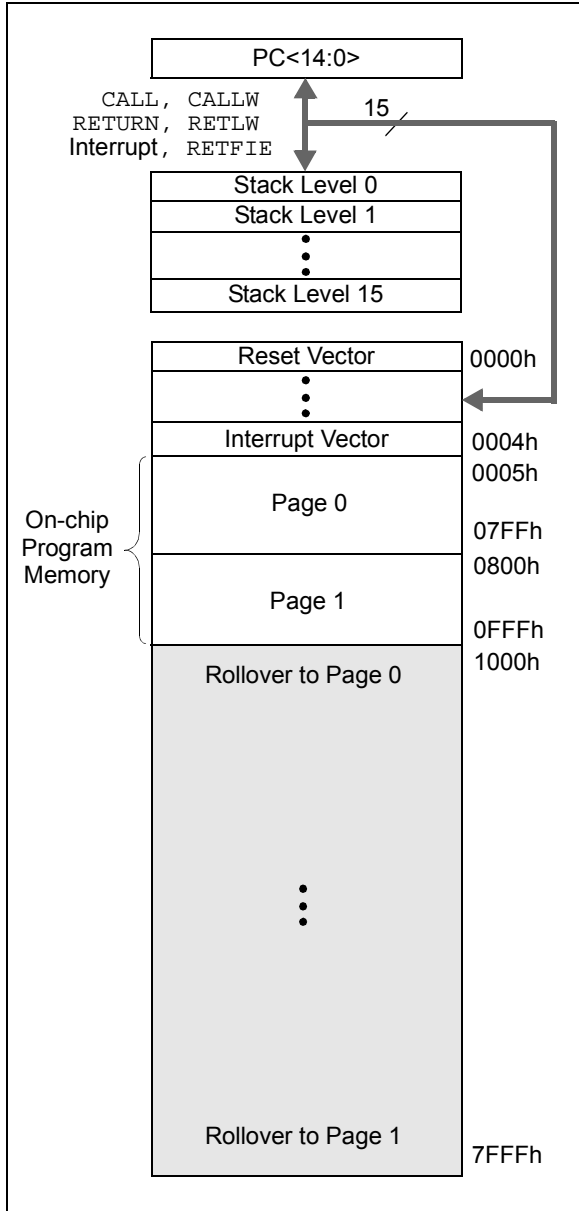 PC<14:0>
CALL, CALLW
RETURN, RETLW
Interrupt, RETFIE
15
Stack Level 0
Stack Level 1
Stack Level 15
Reset Vector
0000h
Interrupt Vector
0004h
0005h
On-chip
Program
Memory
Page 0
07FFh
0800h
Page 1
0FFFh
1000h
Rollover to Page 0
Rollover to Page 1
7FFFh